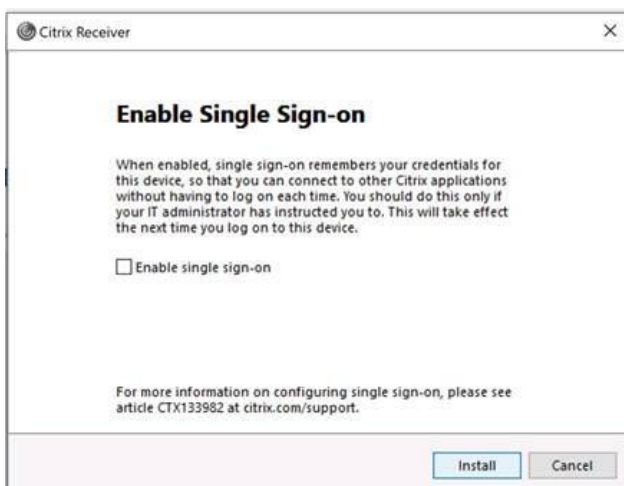 Citrix Receiver
Enable Single Sign-on
When enabled, single sign-on remembers your credentials for
this device, so that you can connect to other Citrix applications
without having to log on each time. You should do this only if
your IT administrator has instructed you to. This will take effect
the next time you log on to this device.
Enable single sign-on
For more information on configuring single sign-on, please see
article CTX133982 at citrix.com/support.
Install Cancel